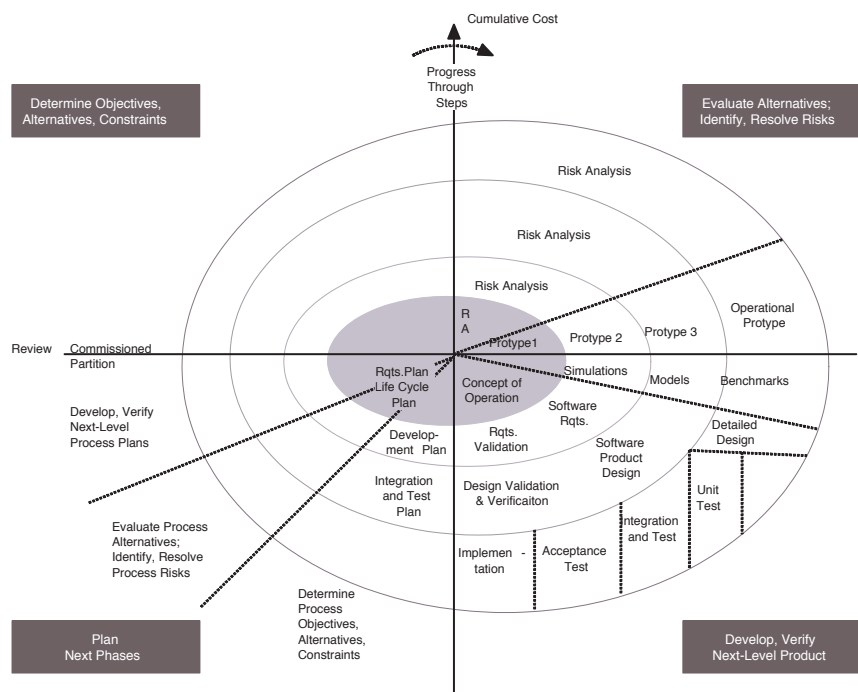 Cumulative Cost
Progress
Through
Steps
Determine Objectives,
Alternatives, Constraints
Evaluate Alternatives;
Identify, Resolve Risks
Risk Analysis
Risk Analysis
Risk Analysis
R
A
Operational
Protype
Protype 3
Protype 2
Protype1
Review
Commissioned
Partition
Rqts.Plan
Life Cycle
Plan
Concept of
Operation
Simulations
Models
Benchmarks
Develop, Verify
Next-Level
Process Plans
Develop-
ment Plan
Rqts.
Validation
Software
Rqts.
Software
Product
Design
Detailed
Design
Integration
and Test
Plan
Design Validation
& Verificaiton
Unit
Test
Integration
and Test
Acceptance
Test
Implemen -
tation
Evaluate Process
Alternatives;
Identify, Resolve
Process Risks
Determine
Process
Objectives,
Alternatives,
Constraints
Plan
Next Phases
Develop, Verify
Next-Level Product